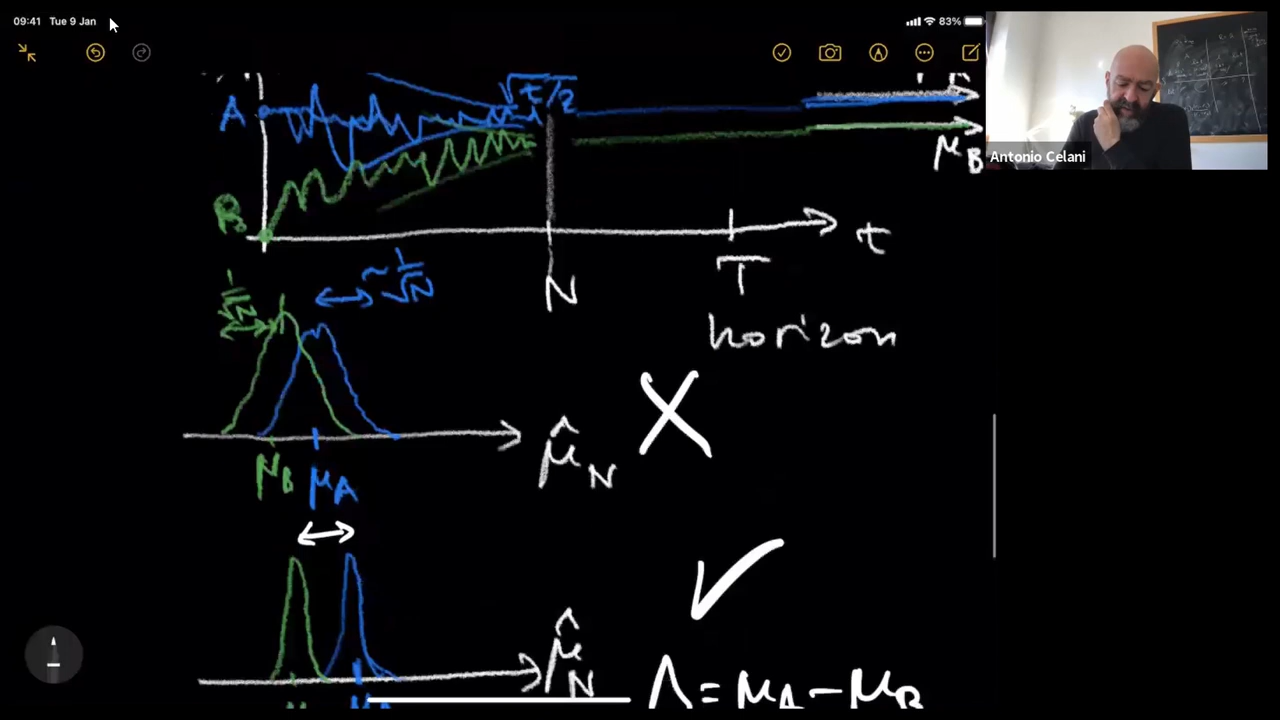 09:41 Tue 9 Jan
83%
A
√t/2
μB
Antonio Celani
B
t
N
T
horizon
1/√N
~1/√N
μ̂N
μB
μA
μ̂N
Δ = μA - μB